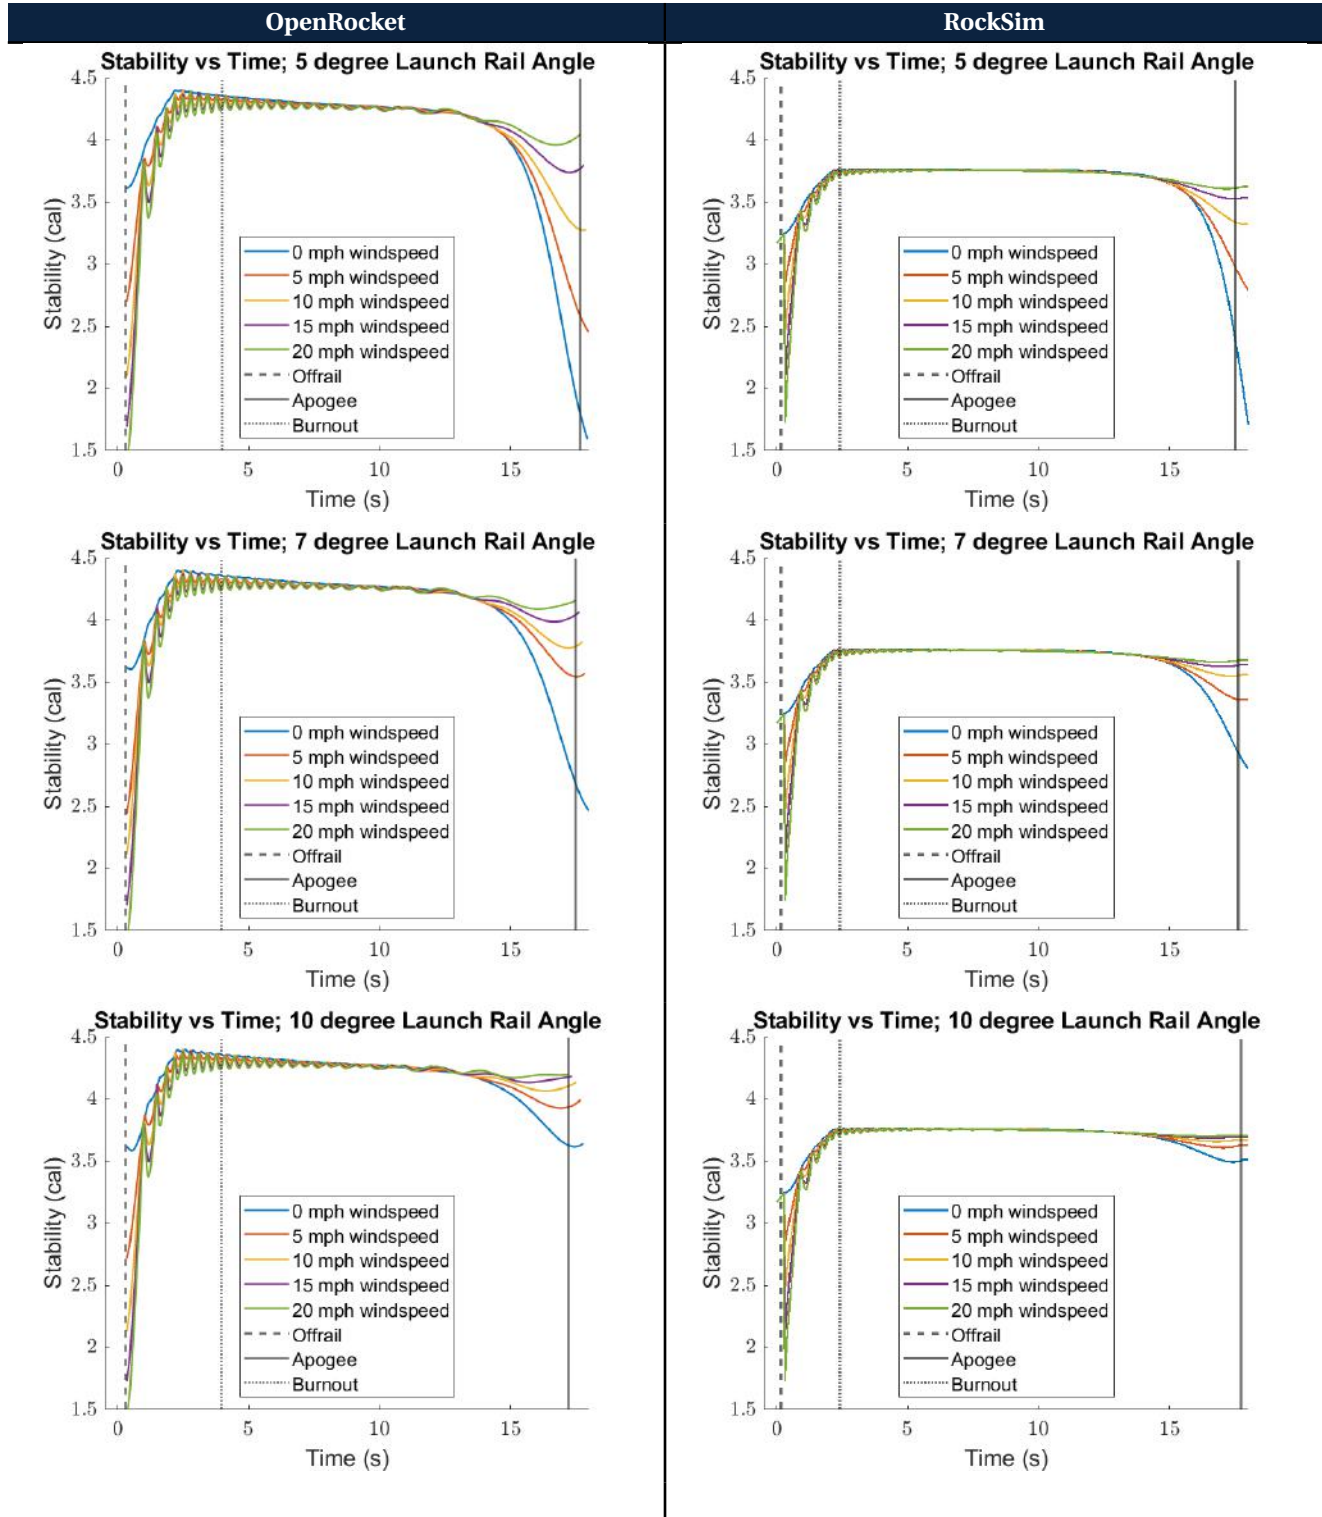 OpenRocket
RockSim
Stability vs Time; 5 degree Launch Rail Angle
4.5
4
3.5
3
2.5
2
1.5
Stability (cal)
0 mph windspeed
5 mph windspeed
10 mph windspeed
15 mph windspeed
20 mph windspeed
Offrail
Apogee
Burnout
0 5 10 15
Time (s)
Stability vs Time; 5 degree Launch Rail Angle
4.5
4
3.5
3
2.5
2
1.5
Stability (cal)
0 mph windspeed
5 mph windspeed
10 mph windspeed
15 mph windspeed
20 mph windspeed
Offrail
Apogee
Burnout
0 5 10 15
Time (s)
Stability vs Time; 7 degree Launch Rail Angle
4.5
4
3.5
3
2.5
2
1.5
Stability (cal)
0 mph windspeed
5 mph windspeed
10 mph windspeed
15 mph windspeed
20 mph windspeed
Offrail
Apogee
Burnout
0 5 10 15
Time (s)
Stability vs Time; 7 degree Launch Rail Angle
4.5
4
3.5
3
2.5
2
1.5
Stability (cal)
0 mph windspeed
5 mph windspeed
10 mph windspeed
15 mph windspeed
20 mph windspeed
Offrail
Apogee
Burnout
0 5 10 15
Time (s)
Stability vs Time; 10 degree Launch Rail Angle
4.5
4
3.5
3
2.5
2
1.5
Stability (cal)
0 mph windspeed
5 mph windspeed
10 mph windspeed
15 mph windspeed
20 mph windspeed
Offrail
Apogee
Burnout
0 5 10 15
Time (s)
Stability vs Time; 10 degree Launch Rail Angle
4.5
4
3.5
3
2.5
2
1.5
Stability (cal)
0 mph windspeed
5 mph windspeed
10 mph windspeed
15 mph windspeed
20 mph windspeed
Offrail
Apogee
Burnout
0 5 10 15
Time (s)